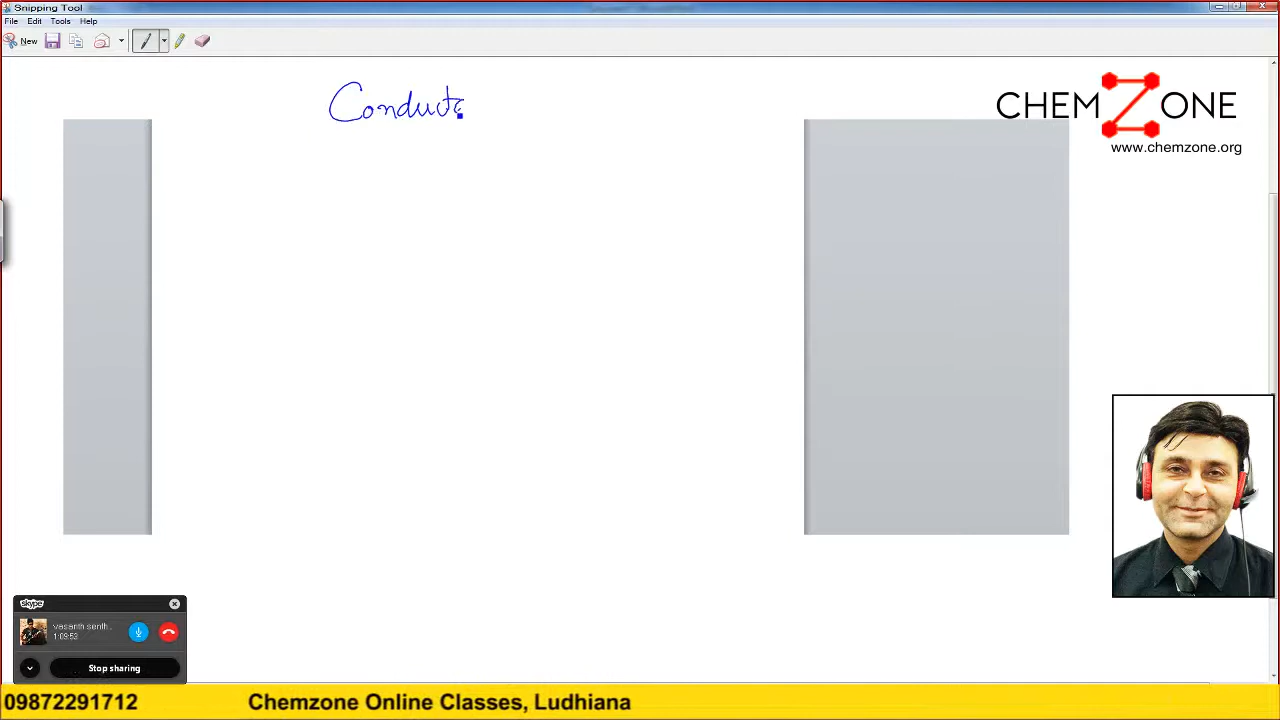 Snipping Tool
File Edit Tools Help
New
Conducto
CHEMZONE
www.chemzone.org
skype
vasanth senth..
1:09:53
Stop sharing
09872291712 Chemzone Online Classes, Ludhiana